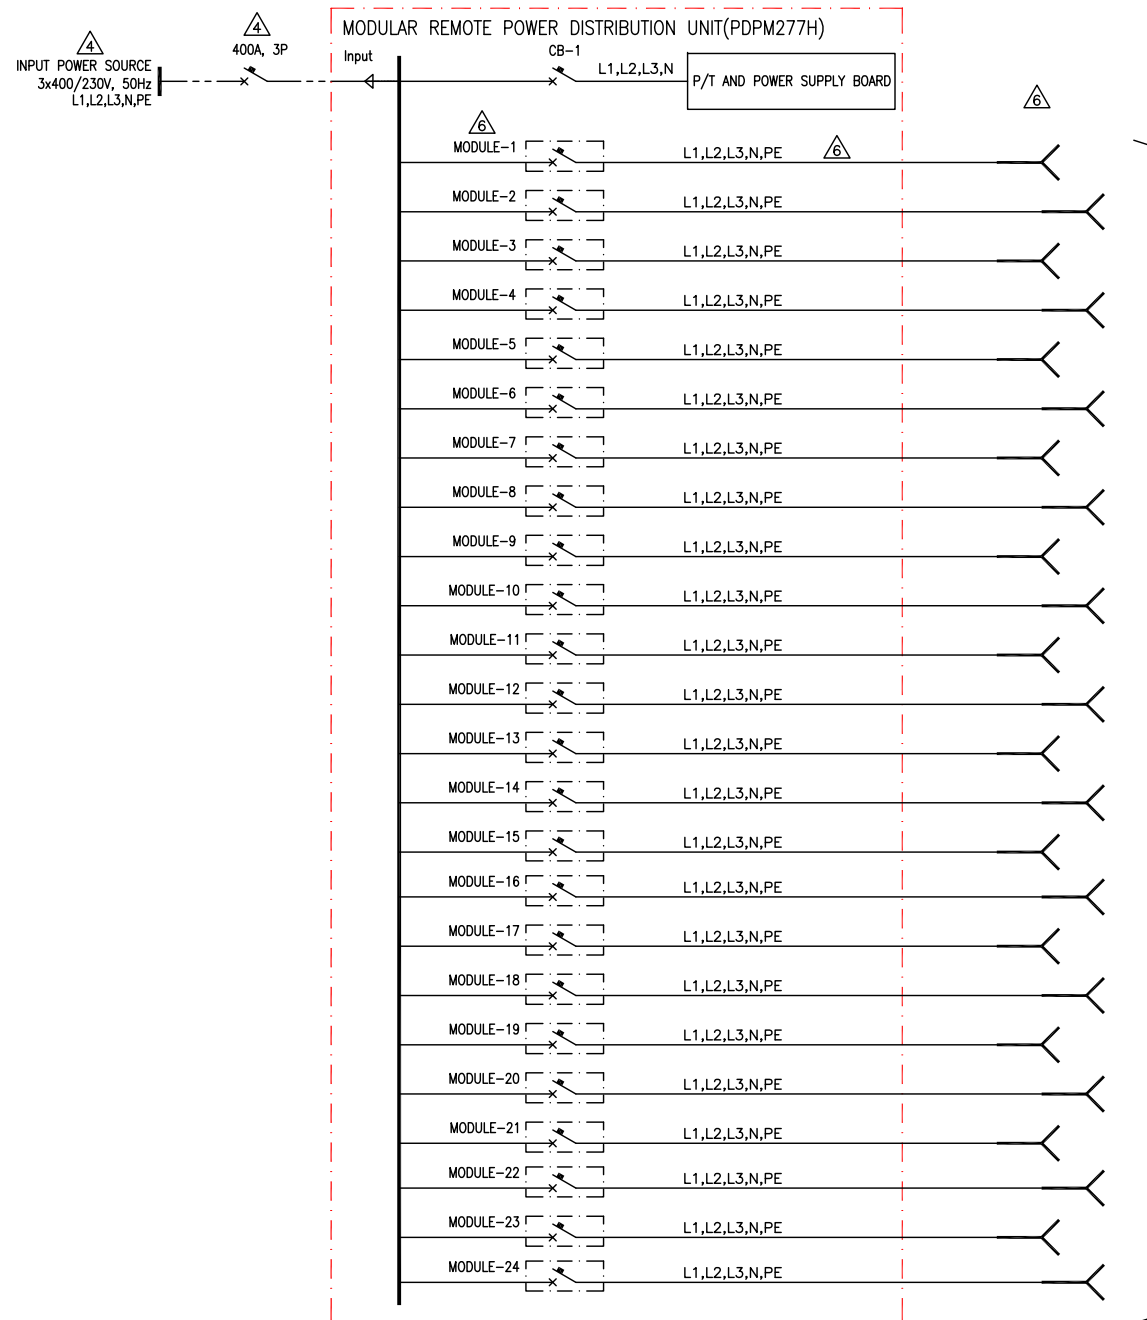 MODULAR REMOTE POWER DISTRIBUTION UNIT(PDPM277H)
4
4
400A, 3P
INPUT POWER SOURCE
3x400/230V, 50Hz
L1,L2,L3,N,PE
Input
CB-1
L1,L2,L3,N
P/T AND POWER SUPPLY BOARD
6
6
6
MODULE-1 L1,L2,L3,N,PE
MODULE-2 L1,L2,L3,N,PE
MODULE-3 L1,L2,L3,N,PE
MODULE-4 L1,L2,L3,N,PE
MODULE-5 L1,L2,L3,N,PE
MODULE-6 L1,L2,L3,N,PE
MODULE-7 L1,L2,L3,N,PE
MODULE-8 L1,L2,L3,N,PE
MODULE-9 L1,L2,L3,N,PE
MODULE-10 L1,L2,L3,N,PE
MODULE-11 L1,L2,L3,N,PE
MODULE-12 L1,L2,L3,N,PE
MODULE-13 L1,L2,L3,N,PE
MODULE-14 L1,L2,L3,N,PE
MODULE-15 L1,L2,L3,N,PE
MODULE-16 L1,L2,L3,N,PE
MODULE-17 L1,L2,L3,N,PE
MODULE-18 L1,L2,L3,N,PE
MODULE-19 L1,L2,L3,N,PE
MODULE-20 L1,L2,L3,N,PE
MODULE-21 L1,L2,L3,N,PE
MODULE-22 L1,L2,L3,N,PE
MODULE-23 L1,L2,L3,N,PE
MODULE-24 L1,L2,L3,N,PE